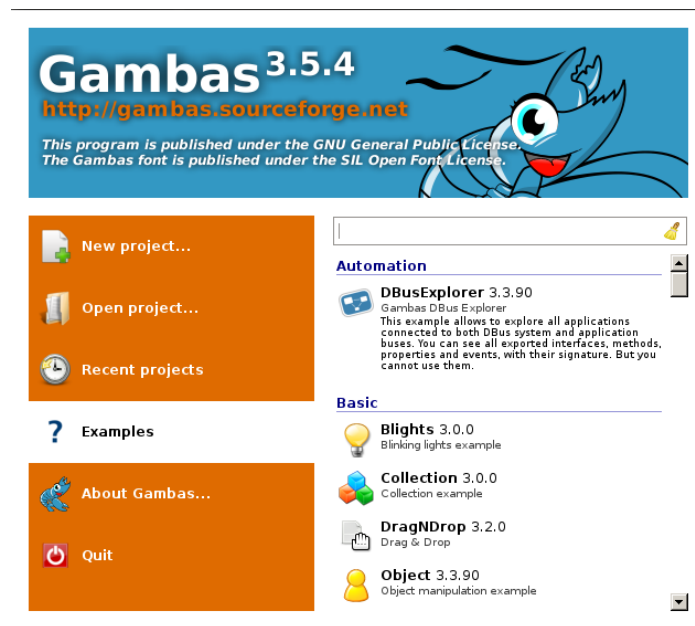 Gambas 3.5.4
http://gambas.sourceforge.net
This program is published under the GNU General Public License.
The Gambas font is published under the SIL Open Font License.
New project...
Open project...
Recent projects
Examples
About Gambas...
Quit
Automation
DBusExplorer 3.3.90
Gambas DBus Explorer
This example allows to explore all applications
connected to both DBus system and application
buses. You can see all exported interfaces, methods,
properties and events, with their signature. But you
cannot use them.
Basic
Blights 3.0.0
Blinking lights example
Collection 3.0.0
Collection example
DragNDrop 3.2.0
Drag & Drop
Object 3.3.90
Object manipulation example